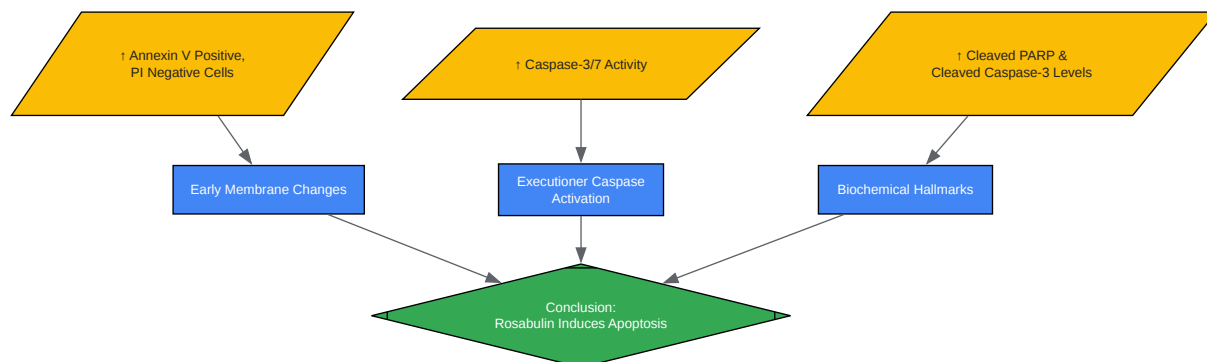 ↑ Annexin V Positive,
PI Negative Cells
↑ Caspase-3/7 Activity
↑ Cleaved PARP &
Cleaved Caspase-3 Levels
Early Membrane Changes
Executioner Caspase
Activation
Biochemical Hallmarks
Conclusion:
Rosabulin Induces Apoptosis